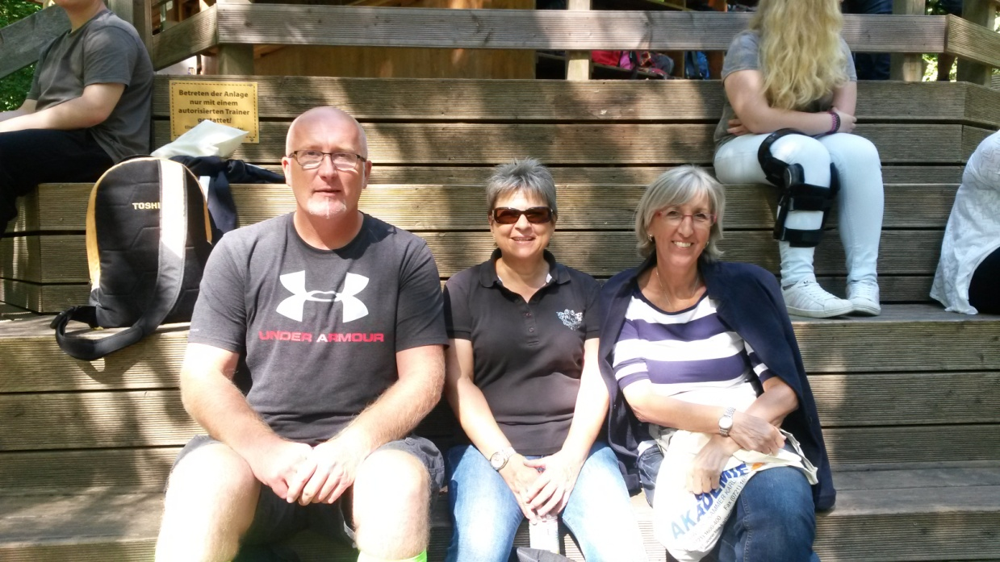 Betreten der Anlage
nur mit einem
autorisierten Trainer
gestattet!
TOSHI
UNDER ARMOUR
AKADEMIE